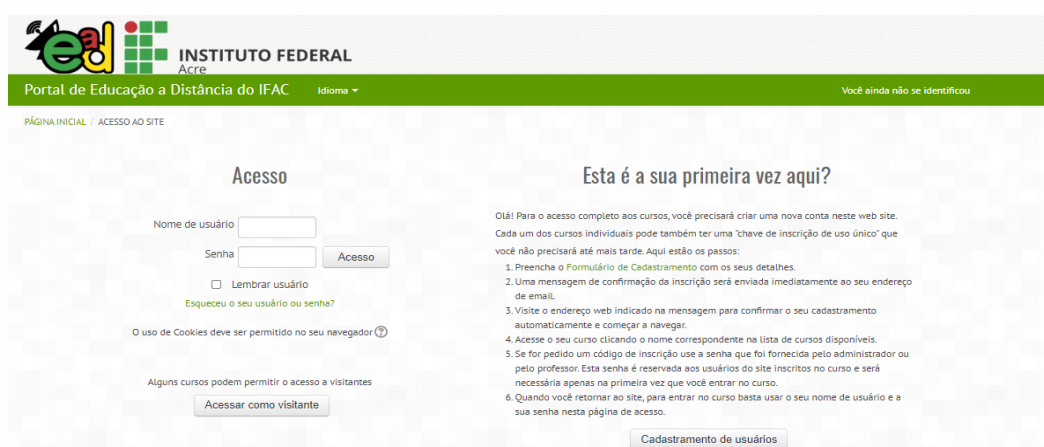 ead
INSTITUTO FEDERAL
Acre
Portal de Educação a Distância do IFAC Idioma Você ainda não se identificou
PÁGINA INICIAL / ACESSO AO SITE
Acesso
Nome de usuário
Senha Acesso
Lembrar usuário
Esqueceu o seu usuário ou senha?
O uso de Cookies deve ser permitido no seu navegador ?
Alguns cursos podem permitir o acesso a visitantes
Acessar como visitante
Esta é a sua primeira vez aqui?
Olá! Para o acesso completo aos cursos, você precisará criar uma nova conta neste web site.
Cada um dos cursos individuais pode também ter uma "chave de inscrição de uso único" que
você não precisará até mais tarde. Aqui estão os passos:
1. Preencha o Formulário de Cadastramento com os seus detalhes.
2. Uma mensagem de confirmação da inscrição será enviada imediatamente ao seu endereço
de email.
3. Visite o endereço web indicado na mensagem para confirmar o seu cadastramento
automaticamente e começar a navegar.
4. Acesse o seu curso clicando o nome correspondente na lista de cursos disponíveis.
5. Se for pedido um código de inscrição use a senha que foi fornecida pelo administrador ou
pelo professor. Esta senha é reservada aos usuários do site inscritos no curso e será
necessária apenas na primeira vez que você entrar no curso.
6. Quando você retornar ao site, para entrar no curso basta usar o seu nome de usuário e a
sua senha nesta página de acesso.
Cadastramento de usuários